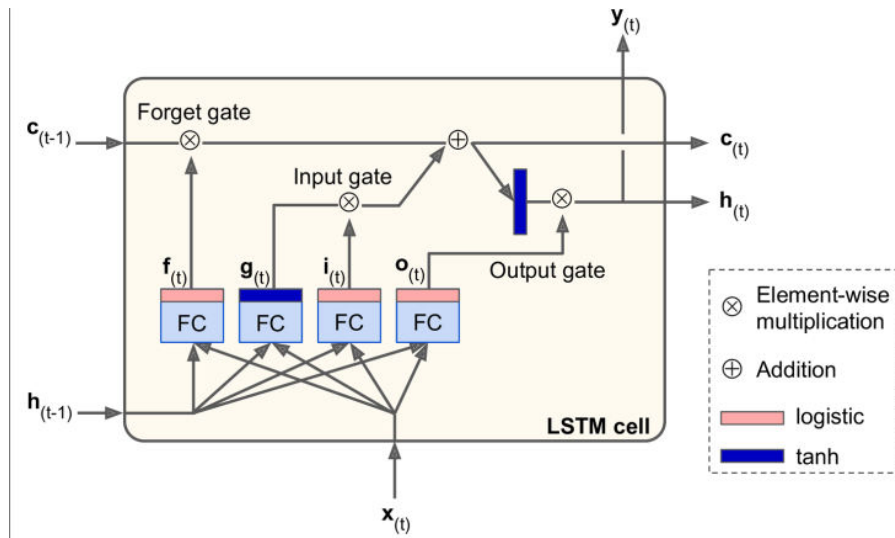 y(t)
Forget gate
c(t-1)
c(t)
Input gate
h(t)
f(t) g(t) i(t) o(t)
Output gate
FC FC FC FC
h(t-1)
LSTM cell
x(t)
Element-wise
multiplication
Addition
logistic
tanh